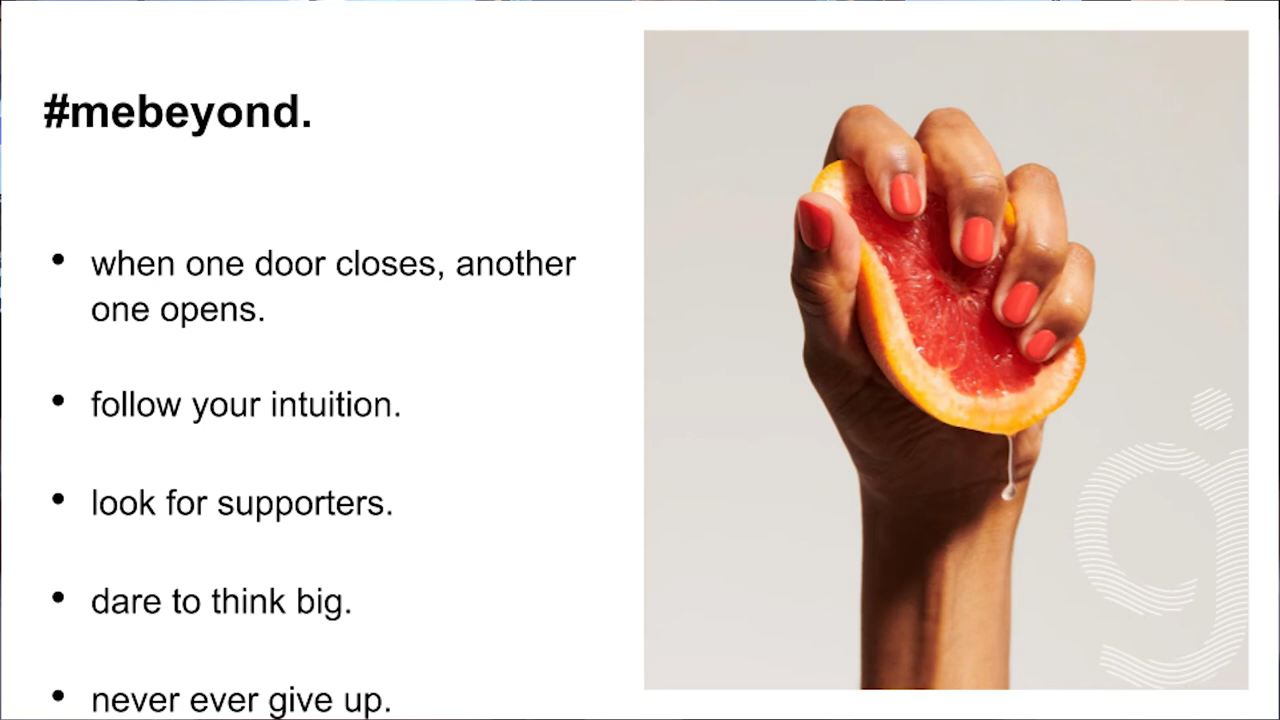 #mebeyond.
• when one door closes, another
one opens.
• follow your intuition.
• look for supporters.
• dare to think big.
• never ever give up.